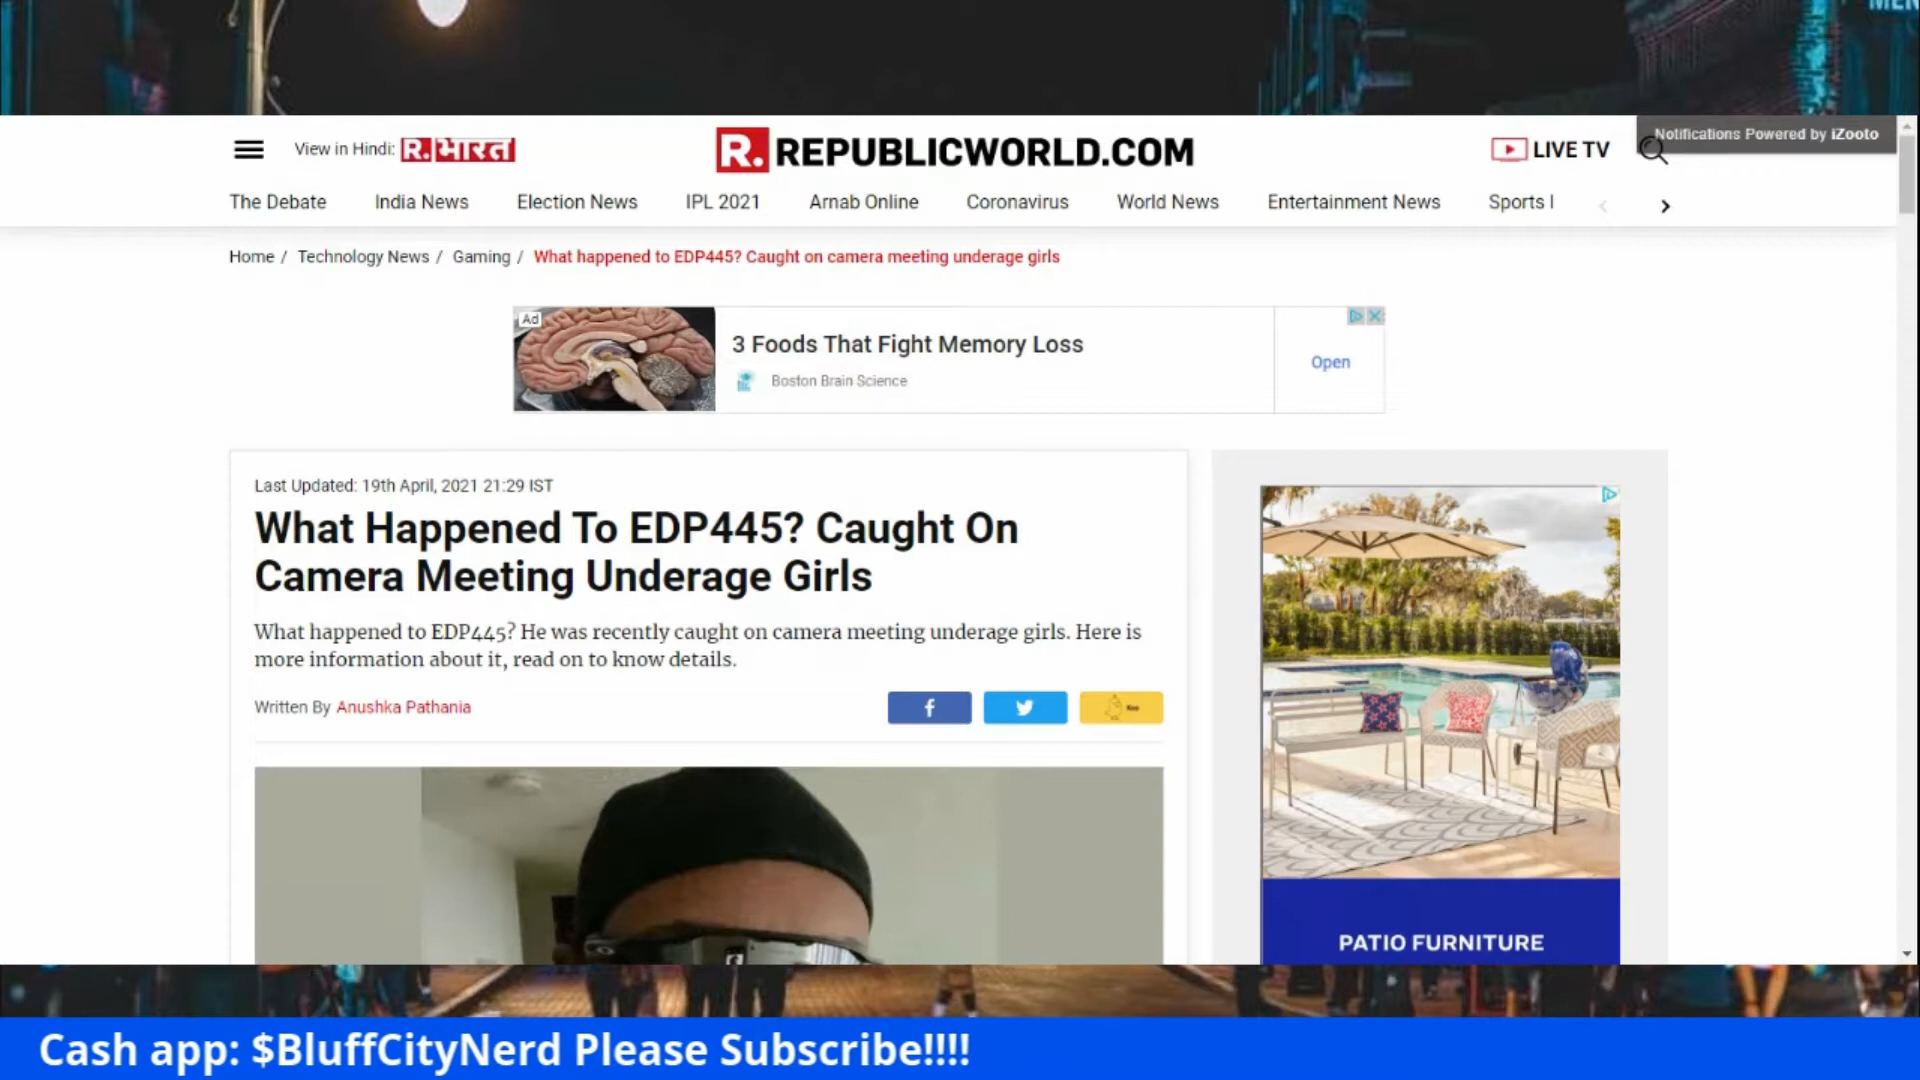 MEN
View in Hindi: R.भारत
R. REPUBLICWORLD.COM
LIVE TV
Notifications Powered by iZooto
The Debate India News Election News IPL 2021 Arnab Online Coronavirus World News Entertainment News Sports
Home / Technology News / Gaming / What happened to EDP445? Caught on camera meeting underage girls
Ad
3 Foods That Fight Memory Loss
Boston Brain Science
Open
Last Updated: 19th April, 2021 21:29 IST
What Happened To EDP445? Caught On
Camera Meeting Underage Girls
What happened to EDP445? He was recently caught on camera meeting underage girls. Here is
more information about it, read on to know details.
Written By Anushka Pathania
Koo
PATIO FURNITURE
Cash app: $BluffCityNerd Please Subscribe!!!!